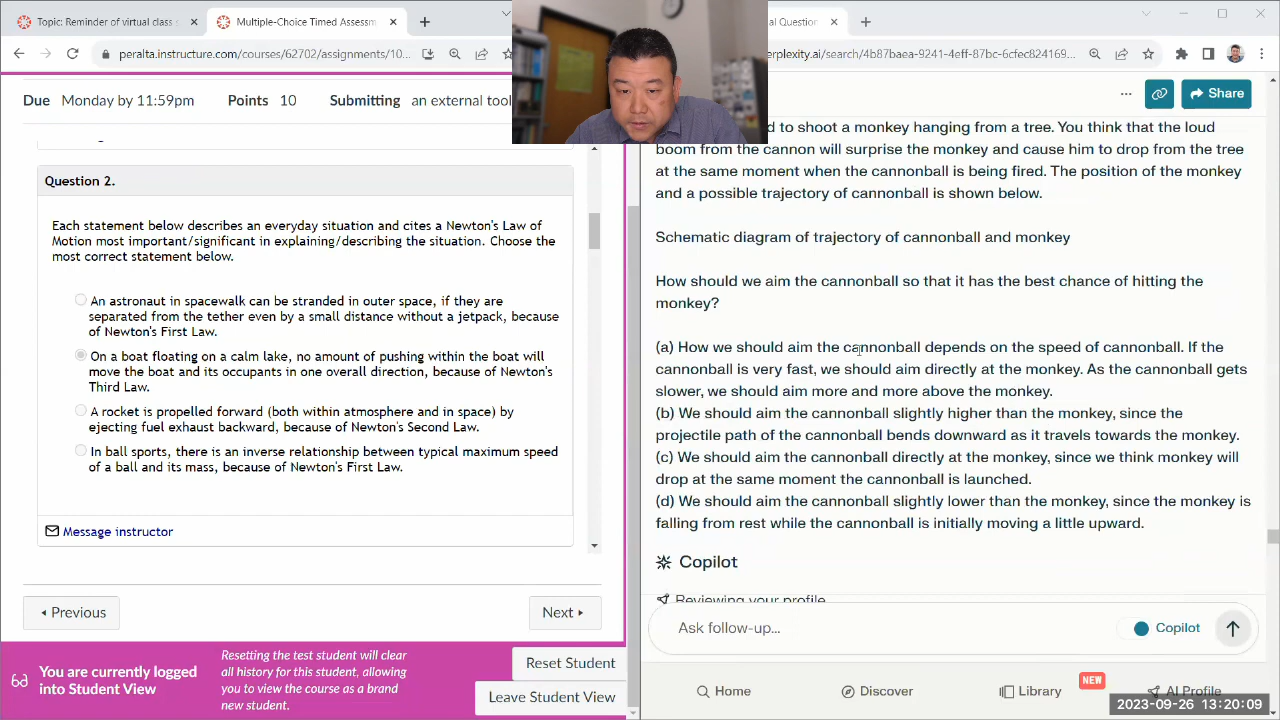 Topic: Reminder of virtual class
Multiple-Choice Timed Assessm
al Question
peralta.instructure.com/courses/62702/assignments/10...
erplexity.ai/search/4b87baea-9241-4eff-87bc-6cfec824169...
Due Monday by 11:59pm Points 10 Submitting an external tool
Share
Question 2.
Each statement below describes an everyday situation and cites a Newton's Law of
Motion most important/significant in explaining/describing the situation. Choose the
most correct statement below.
An astronaut in spacewalk can be stranded in outer space, if they are
separated from the tether even by a small distance without a jetpack, because
of Newton's First Law.
On a boat floating on a calm lake, no amount of pushing within the boat will
move the boat and its occupants in one overall direction, because of Newton's
Third Law.
A rocket is propelled forward (both within atmosphere and in space) by
ejecting fuel exhaust backward, because of Newton's Second Law.
In ball sports, there is an inverse relationship between typical maximum speed
of a ball and its mass, because of Newton's First Law.
Message instructor
Previous
Next
You are currently logged
into Student View
Resetting the test student will clear
all history for this student, allowing
you to view the course as a brand
new student.
Reset Student
Leave Student View
d to shoot a monkey hanging from a tree. You think that the loud
boom from the cannon will surprise the monkey and cause him to drop from the tree
at the same moment when the cannonball is being fired. The position of the monkey
and a possible trajectory of cannonball is shown below.
Schematic diagram of trajectory of cannonball and monkey
How should we aim the cannonball so that it has the best chance of hitting the
monkey?
(a) How we should aim the cannonball depends on the speed of cannonball. If the
cannonball is very fast, we should aim directly at the monkey. As the cannonball gets
slower, we should aim more and more above the monkey.
(b) We should aim the cannonball slightly higher than the monkey, since the
projectile path of the cannonball bends downward as it travels towards the monkey.
(c) We should aim the cannonball directly at the monkey, since we think monkey will
drop at the same moment the cannonball is launched.
(d) We should aim the cannonball slightly lower than the monkey, since the monkey is
falling from rest while the cannonball is initially moving a little upward.
Copilot
Reviewing your profile
Ask follow-up...
Copilot
Home
Discover
Library
NEW
AI Profile
2023-09-26 13:20:09